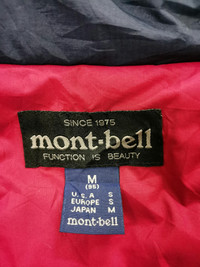 SINCE 1975
mont-bell
FUNCTION IS BEAUTY
M
(95)
U.S.A S
EUROPE S
JAPAN M
mont-bell